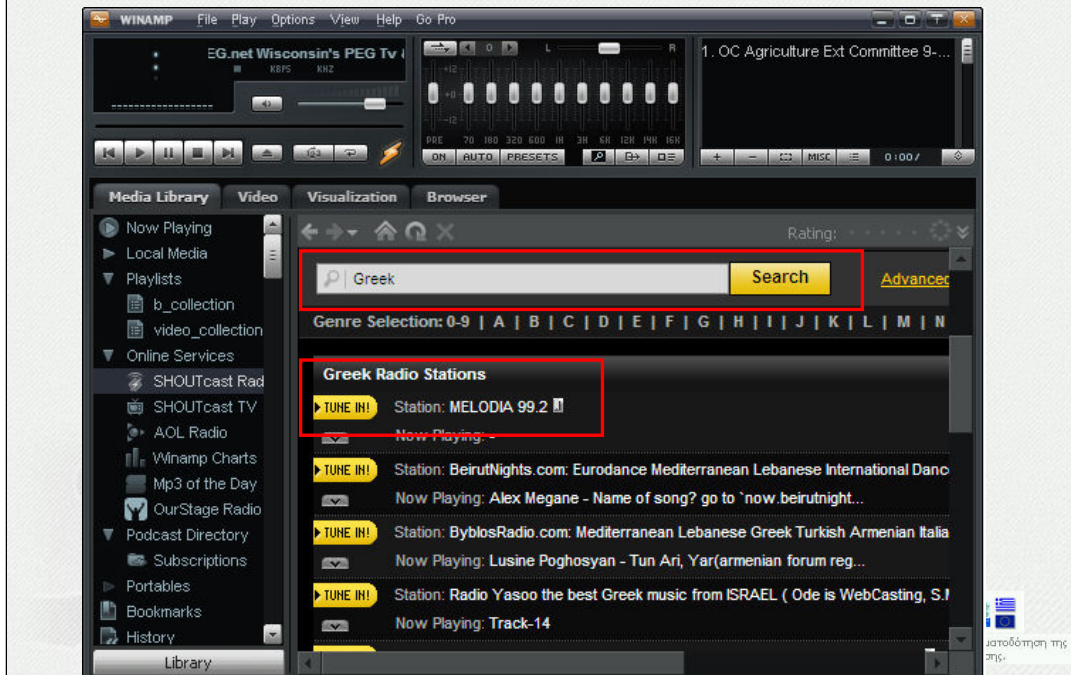 WINAMP File Play Options View Help Go Pro
EG.net Wisconsin's PEG Tv
KBPS KHZ
L R
+12
+0
-12
PRE 70 180 320 600 1K 3K 6K 12K 14K 16K
ON AUTO PRESETS
1. OC Agriculture Ext Committee 9-...
+ - MISC 0:00/
Media Library Video Visualization Browser
Now Playing
Local Media
Playlists
b_collection
video_collection
Online Services
SHOUTcast Rad
SHOUTcast TV
AOL Radio
Winamp Charts
Mp3 of the Day
OurStage Radio
Podcast Directory
Subscriptions
Portables
Bookmarks
History
Library
Rating:
Greek Search Advanced
Genre Selection: 0-9 | A | B | C | D | E | F | G | H | I | J | K | L | M | N
Greek Radio Stations
TUNE IN! Station: MELODIA 99.2
Now Playing: -
TUNE IN! Station: BeirutNights.com: Eurodance Mediterranean Lebanese International Danc
Now Playing: Alex Megane - Name of song? go to `now.beirutnight...
TUNE IN! Station: ByblosRadio.com: Mediterranean Lebanese Greek Turkish Armenian Italia
Now Playing: Lusine Poghosyan - Tun Ari, Yar(armenian forum reg...
TUNE IN! Station: Radio Yasoo the best Greek music from ISRAEL ( Ode is WebCasting, S.
Now Playing: Track-14
ματοδότηση της
σης.